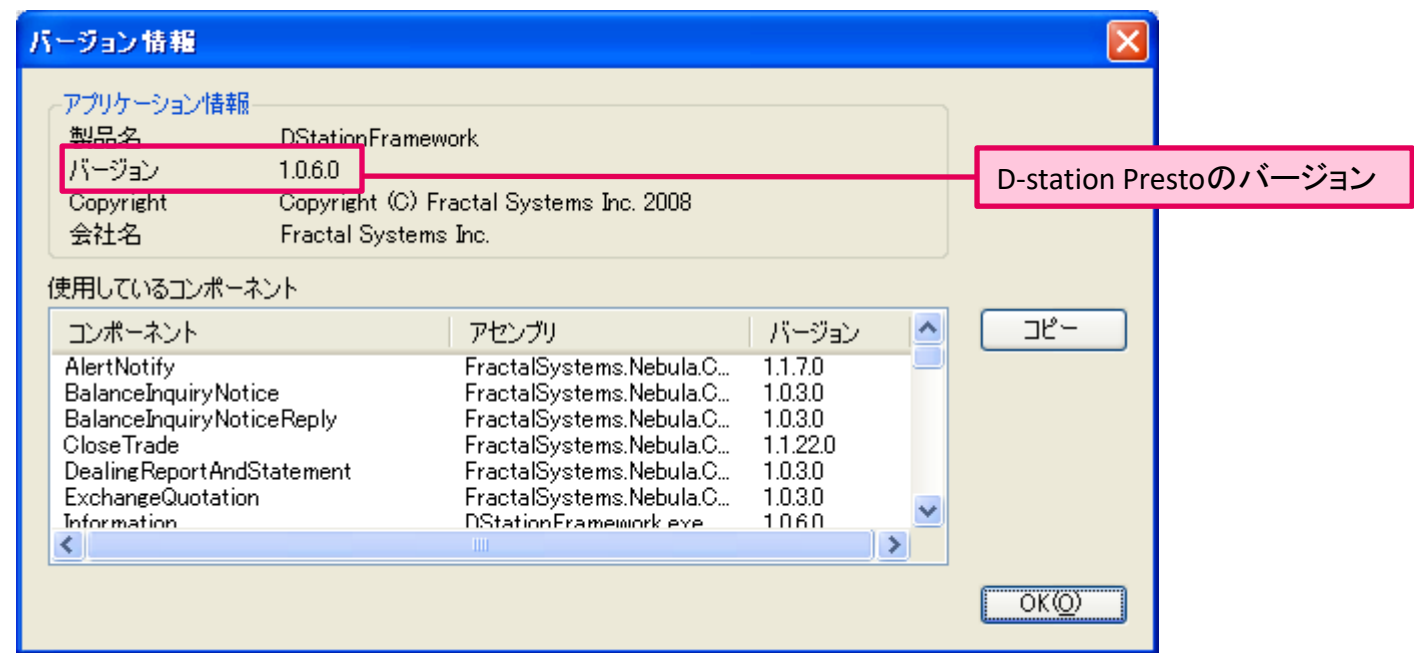 バージョン情報
アプリケーション情報
製品名 DStationFramework
バージョン 1.0.6.0
D-station Prestoのバージョン
Copyright Copyright (C) Fractal Systems Inc. 2008
会社名 Fractal Systems Inc.
使用しているコンポーネント
コンポーネント アセンブリ バージョン
コピー
AlertNotify FractalSystems.Nebula.C... 1.1.7.0
BalanceInquiryNotice FractalSystems.Nebula.C... 1.0.3.0
BalanceInquiryNoticeReply FractalSystems.Nebula.C... 1.0.3.0
CloseTrade FractalSystems.Nebula.C... 1.1.22.0
DealingReportAndStatement FractalSystems.Nebula.C... 1.0.3.0
ExchangeQuotation FractalSystems.Nebula.C... 1.0.3.0
Information DStationFramework.exe 1.0.6.0
OK(O)